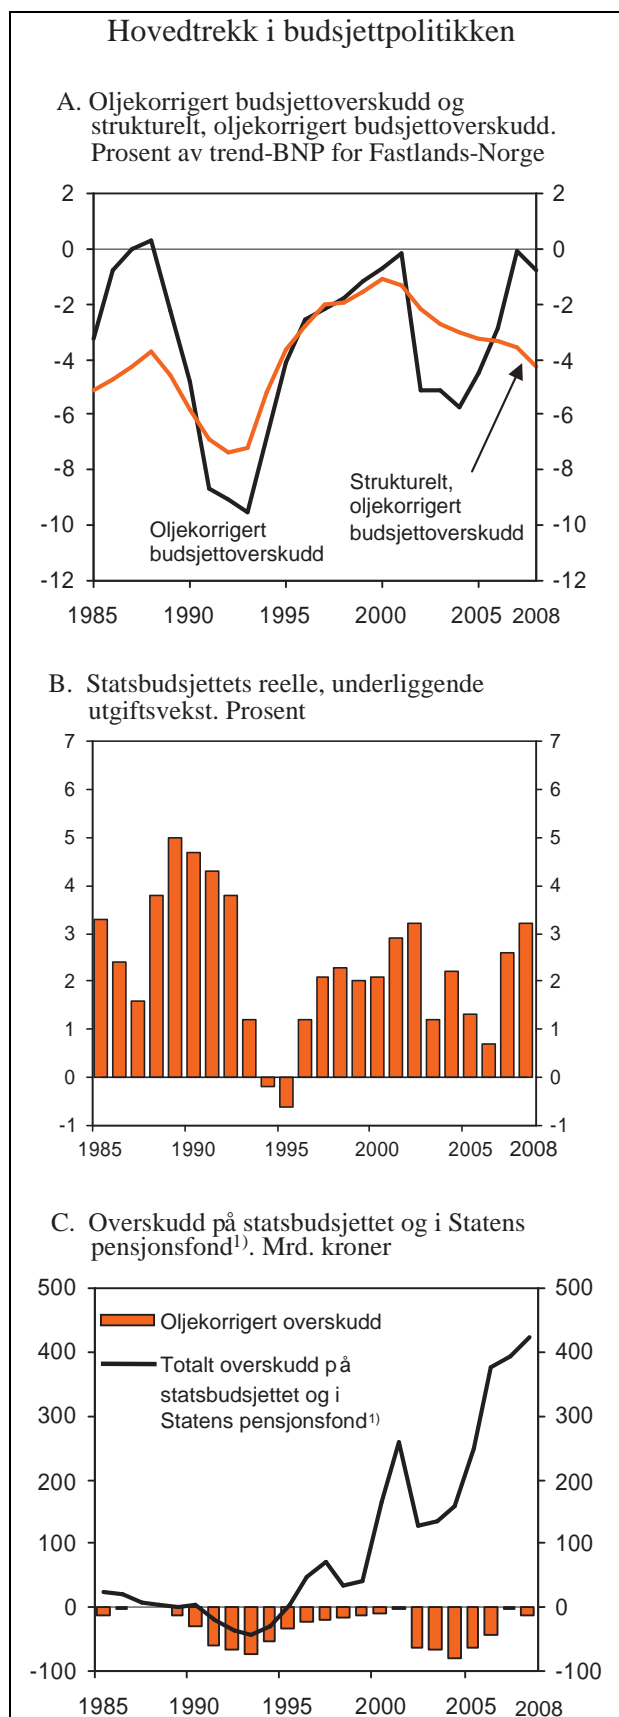 Hovedtrekk i budsjettpolitikken
A. Oljekorrigert budsjettoverskudd og
strukturelt, oljekorrigert budsjettoverskudd.
Prosent av trend-BNP for Fastlands-Norge
2 2
0 0
-2 -2
-4 -4
-6 -6
-8 -8
-10 -10
-12 -12
Oljekorrigert
budsjettoverskudd
Strukturelt,
oljekorrigert
budsjettoverskudd
1985 1990 1995 2000 2005 2008
B. Statsbudsjettets reelle, underliggende
utgiftsvekst. Prosent
7 7
6 6
5 5
4 4
3 3
2 2
1 1
0 0
-1 -1
1985 1990 1995 2000 2005 2008
C. Overskudd på statsbudsjettet og i Statens
pensjonsfond1). Mrd. kroner
500 500
400 400
300 300
200 200
100 100
0 0
-100 -100
Oljekorrigert overskudd
Totalt overskudd på
statsbudsjettet og i
Statens pensjonsfond1)
1985 1990 1995 2000 2005 2008